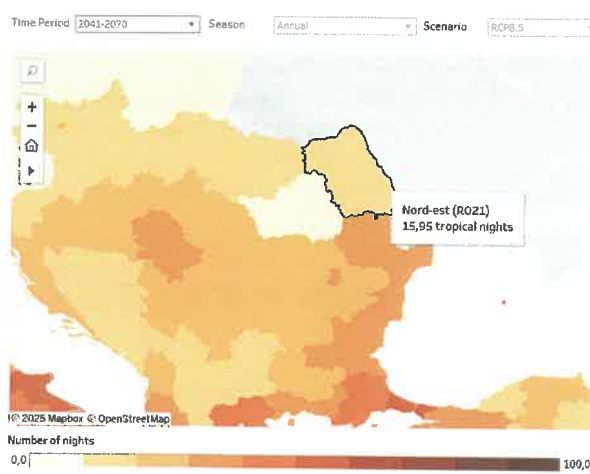 Time Period 2041-2070 Season Annual Scenario RCP8.5
Nord-est (RO21)
15,95 tropical nights
© 2025 Mapbox © OpenStreetMap
Number of nights
0,0 100,0